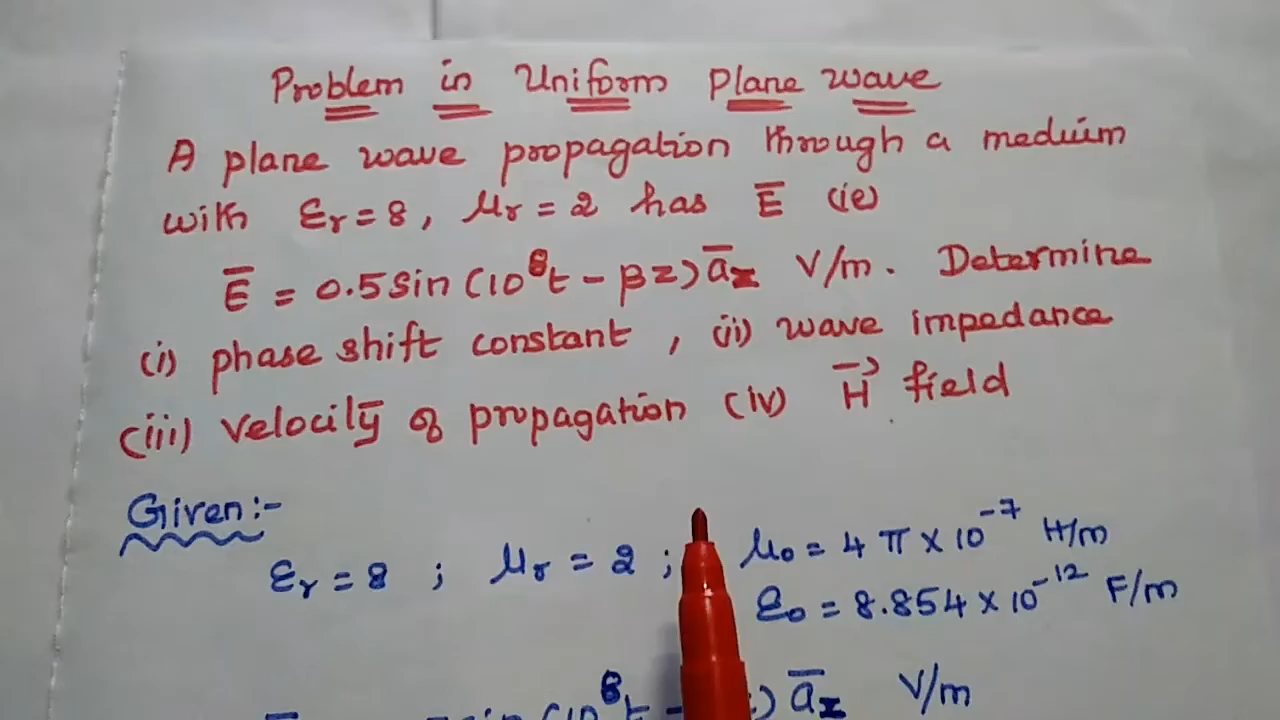 Problem in Uniform Plane wave
A plane wave propagation through a medium
with εr = 8, μr = 2 has E̅ (ie)
E̅ = 0.5 sin (10⁸t - βz) a̅z V/m. Determine
(i) phase shift constant, (ii) wave impedance
(iii) Velocity of propagation (iv) H⃗ field
Given:-
εr = 8 ; μr = 2 ; μ₀ = 4π × 10⁻⁷ H/m
ε₀ = 8.854 × 10⁻¹² F/m
(10⁸t - ) a̅z V/m